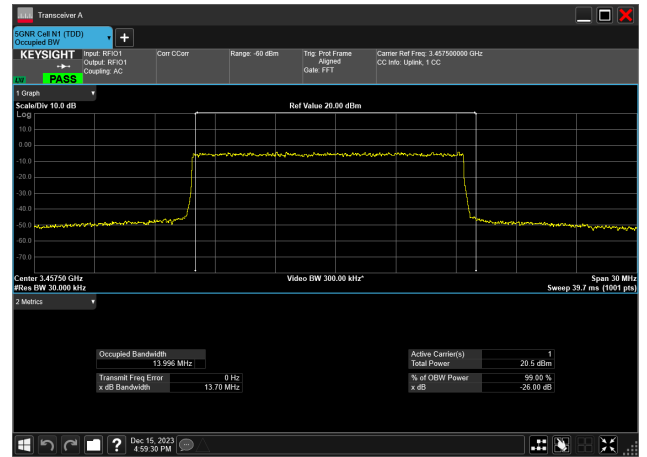 Transceiver A
5GNR Cell N1 (TDD)
Occupied BW
KEYSIGHT
LXI
PASS
Input: RFIO1
Output: RFIO1
Coupling: AC
Corr CCorr
Range: -60 dBm
Trig: Prot Frame
Aligned
Gate: FFT
Carrier Ref Freq: 3.457500000 GHz
CC Info: Uplink, 1 CC
1 Graph
Scale/Div 10.0 dB
Ref Value 20.00 dBm
Log
10.0
0.00
-10.0
-20.0
-30.0
-40.0
-50.0
-60.0
-70.0
Center 3.45750 GHz
Video BW 300.00 kHz*
Span 30 MHz
#Res BW 30.000 kHz
Sweep 39.7 ms (1001 pts)
2 Metrics
Occupied Bandwidth
13.996 MHz
Transmit Freq Error 0 Hz
x dB Bandwidth 13.70 MHz
Active Carrier(s) 1
Total Power 20.5 dBm
% of OBW Power 99.00 %
x dB -26.00 dB
Dec 15, 2023
4:59:30 PM